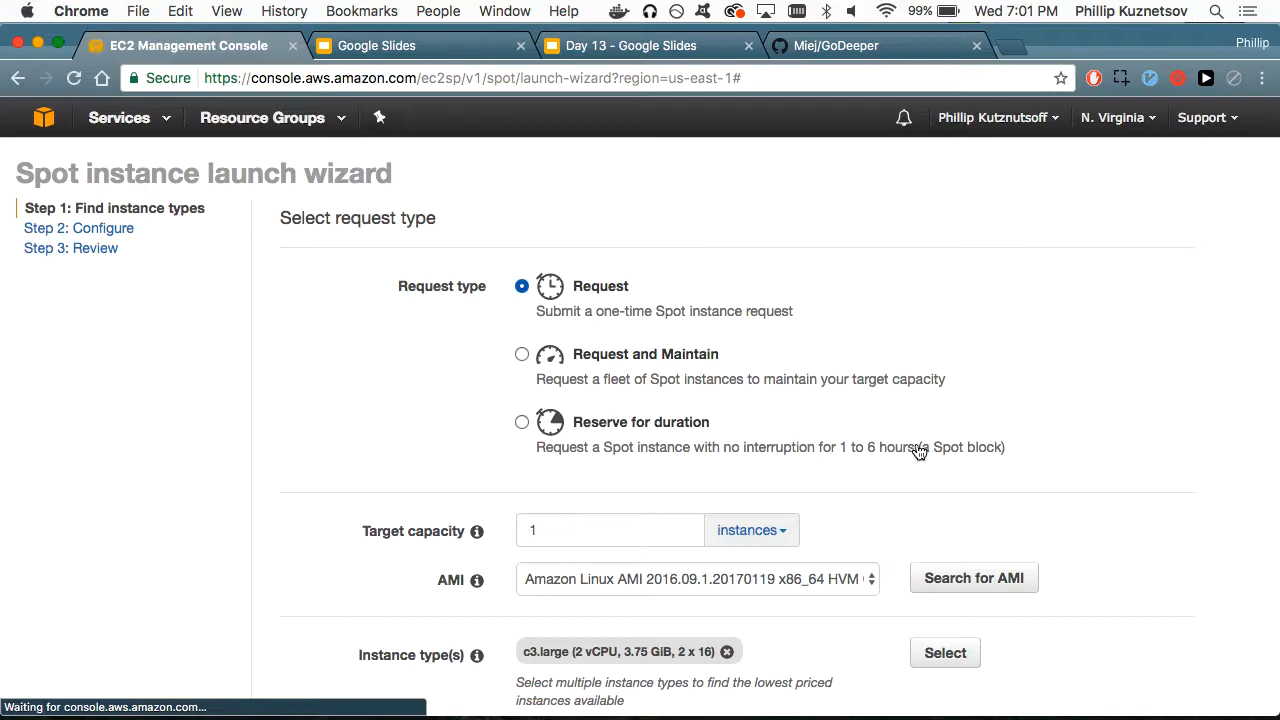 Chrome File Edit View History Bookmarks People Window Help 99% Wed 7:01 PM Phillip Kuznetsov
EC2 Management Console Google Slides Day 13 - Google Slides Miej/GoDeeper Phillip
Secure https://console.aws.amazon.com/ec2sp/v1/spot/launch-wizard?region=us-east-1#
Services Resource Groups Phillip Kutznutsoff N. Virginia Support
Spot instance launch wizard
Step 1: Find instance types
Step 2: Configure
Step 3: Review
Select request type
Request type Request
Submit a one-time Spot instance request
Request and Maintain
Request a fleet of Spot instances to maintain your target capacity
Reserve for duration
Request a Spot instance with no interruption for 1 to 6 hours (a Spot block)
Target capacity 1 instances
AMI Amazon Linux AMI 2016.09.1.20170119 x86_64 HVM Search for AMI
Instance type(s) c3.large (2 vCPU, 3.75 GiB, 2 x 16) Select
Select multiple instance types to find the lowest priced
instances available
Waiting for console.aws.amazon.com...